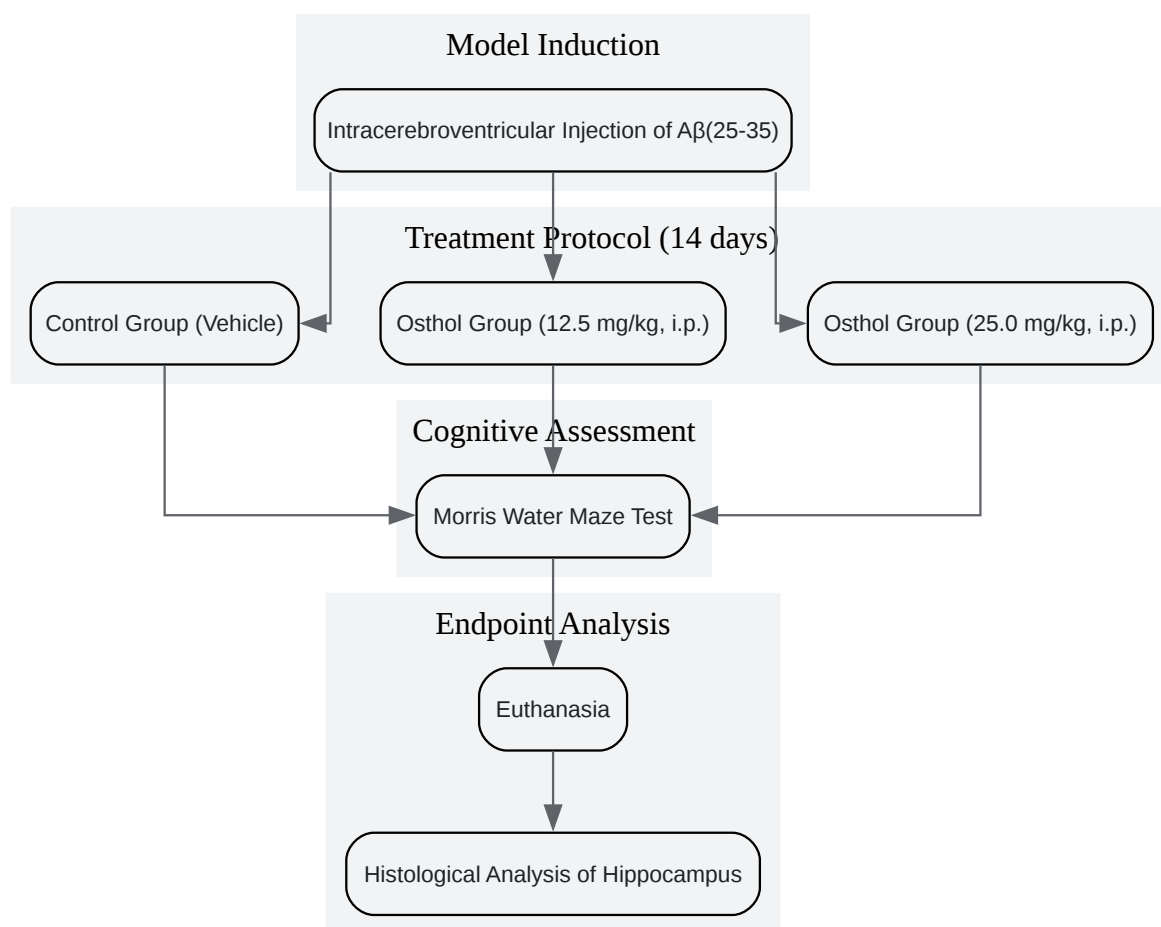 Model Induction
Intracerebroventricular Injection of Aβ(25-35)
Treatment Protocol (14 days)
Control Group (Vehicle)
Osthol Group (12.5 mg/kg, i.p.)
Osthol Group (25.0 mg/kg, i.p.)
Cognitive Assessment
Morris Water Maze Test
Endpoint Analysis
Euthanasia
Histological Analysis of Hippocampus